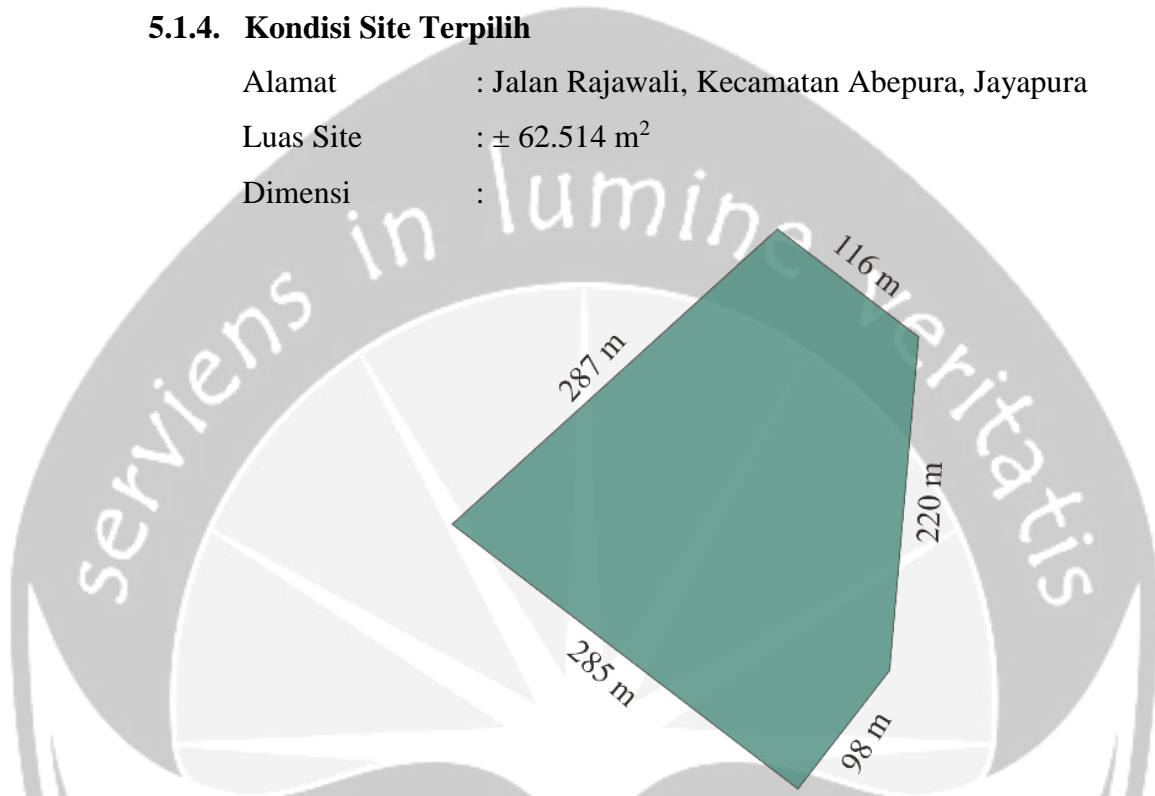 5.1.4. Kondisi Site Terpilih
Alamat : Jalan Rajawali, Kecamatan Abepura, Jayapura
Luas Site : ± 62.514 m²
Dimensi :
serviens in lumine veritatis
116 m
287 m
220 m
285 m
98 m